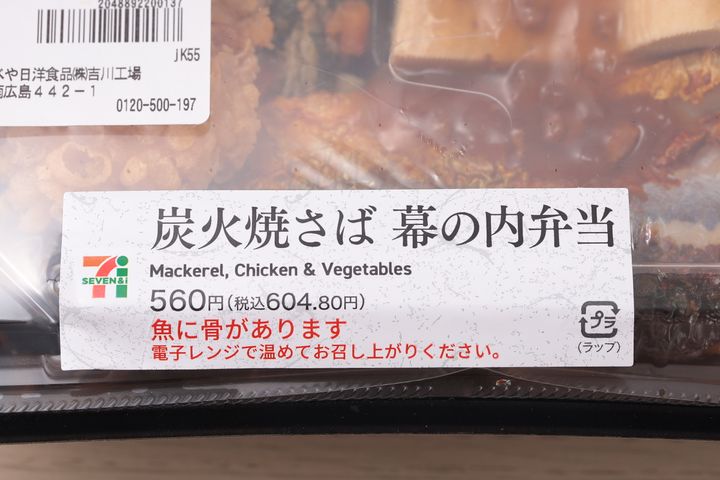 2048892200137
JK55
や日洋食品㈱吉川工場
広島442-1
0120-500-197
炭火焼さば 幕の内弁当
Mackerel, Chicken & Vegetables
SEVEN&i
560円(税込604.80円)
魚に骨があります
電子レンジで温めてお召し上がりください。
プラ
(ラップ)